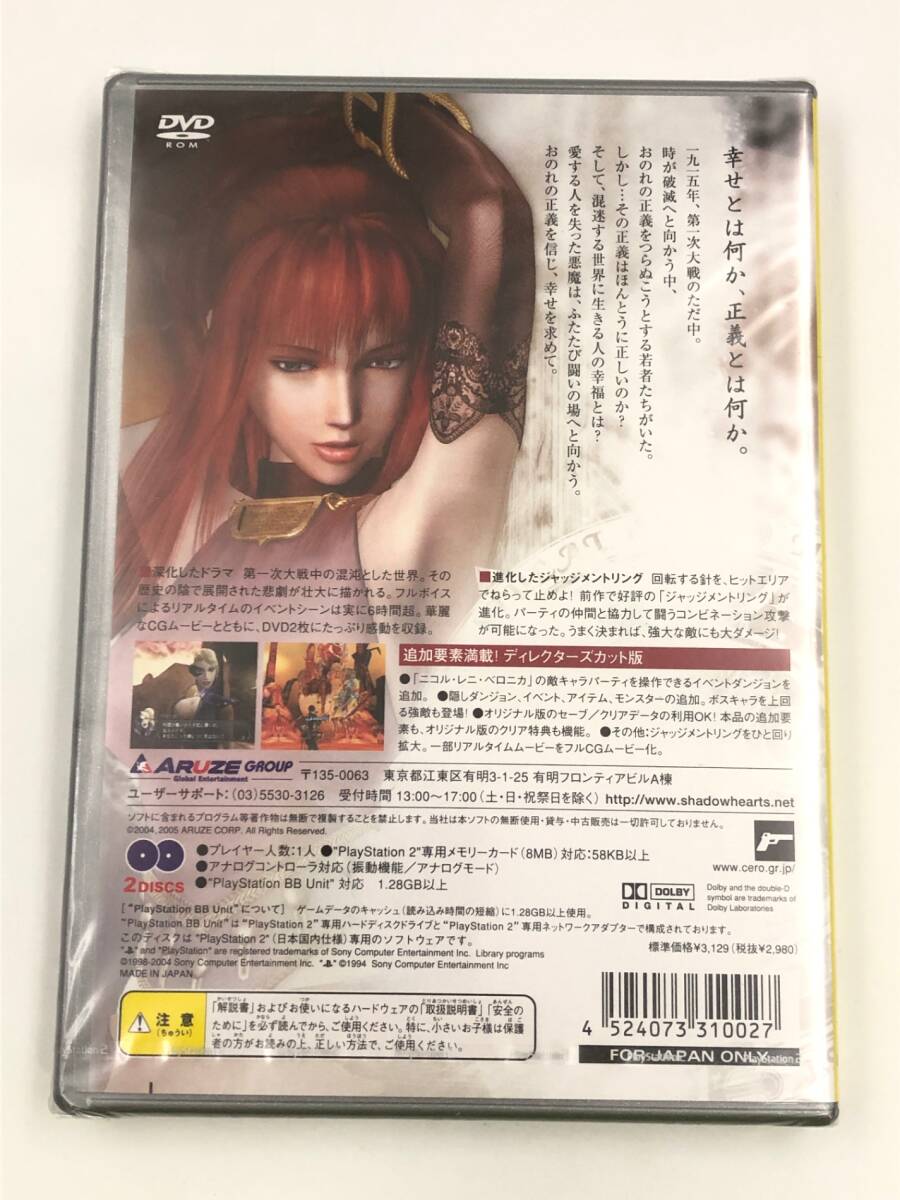 DVD
ROM
幸せとは何か、正義とは何か。
一九一五年、第一次大戦のただ中。
時が破滅へと向かう中、
おのれの正義をつらぬこうとする若者たちがいた。
しかし…その正義はほんとうに正しいのか?
そして、混迷する世界に生きる人の幸福とは?
愛する人を失った悪魔は、ふたたび闘いの場へと向かう。
おのれの正義を信じ、幸せを求めて。
■深化したドラマ 第一次大戦中の混沌とした世界。その
歴史の陰で展開された悲劇が壮大に描かれる。フルボイス
によるリアルタイムのイベントシーンは実に6時間超。華麗
なCGムービーとともに、DVD2枚にたっぷり感動を収録。
■進化したジャッジメントリング 回転する針を、ヒットエリア
でねらって止めよ! 前作で好評の「ジャッジメントリング」が
進化。パーティの仲間と協力して闘うコンビネーション攻撃
が可能になった。うまく決まれば、強大な敵にも大ダメージ!
追加要素満載! ディレクターズカット版
●「ニコル・レニ・ベロニカ」の敵キャラパーティを操作できるイベントダンジョンを
追加。 ●隠しダンジョン、イベント、アイテム、モンスターの追加。ボスキャラを上回
る強敵も登場! ●オリジナル版のセーブ/クリアデータの利用OK! 本品の追加要
素も、オリジナル版のクリア特典も機能。 ●その他:ジャッジメントリングをひと回り
拡大。一部リアルタイムムービーをフルCGムービー化。
ARUZE GROUP
Global Entertainment
〒135-0063 東京都江東区有明3-1-25 有明フロンティアビルA棟
ユーザーサポート:(03)5530-3126 受付時間 13:00〜17:00(土・日・祝祭日を除く) http://www.shadowhearts.net
ソフトに含まれるプログラム等著作物は無断で複製することを禁止します。当社は本ソフトの無断使用・貸与・中古販売は一切許可しておりません。
©2004, 2005 ARUZE CORP. All Rights Reserved.
2DISCS
●プレイヤー人数:1人 ●"PlayStation 2"専用メモリーカード(8MB)対応:58KB以上
●アナログコントローラ対応(振動機能/アナログモード)
●"PlayStation BB Unit" 対応 1.28GB以上
www.cero.gr.jp/
DOLBY
DIGITAL
Dolby and the double-D
symbol are trademarks of
Dolby Laboratories
["PlayStation BB Unit"について] ゲームデータのキャッシュ(読み込み時間の短縮)に1.28GB以上使用。
"PlayStation BB Unit"は "PlayStation 2"専用ハードディスクドライブと "PlayStation 2"専用ネットワークアダプターで構成されております。
このディスクは "PlayStation 2"(日本国内仕様)専用のソフトウェアです。
標準価格¥3,129(税抜¥2,980)
" " and "PlayStation" are registered trademarks of Sony Computer Entertainment Inc. Library programs
©1998-2004 Sony Computer Entertainment Inc. " " ©1994 Sony Computer Entertainment Inc.
MADE IN JAPAN
注意
(ちゅうい)
「解説書」およびお使いになるハードウェアの「取扱説明書」「安全の
ために」を必ず読んでから、ご使用ください。特に、小さいお子様は保護
者の方がお読みの上、正しい方法で、ご使用ください。
4 524073 310027
FOR JAPAN ONLY
PlayStation 2